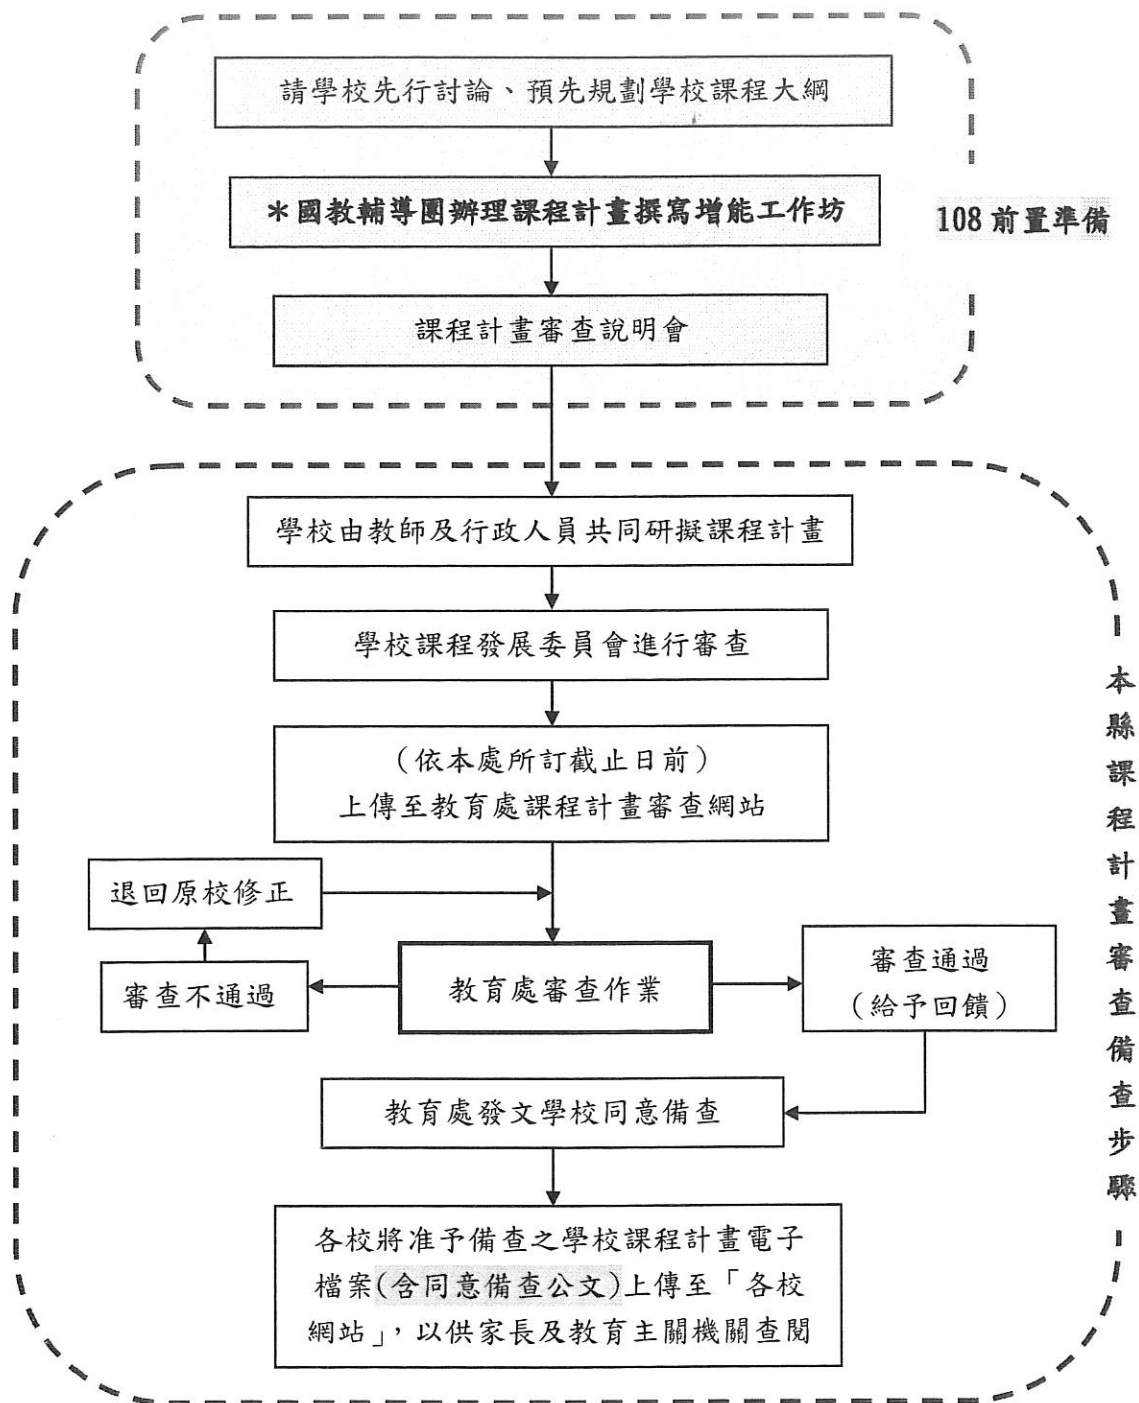 請學校先行討論、預先規劃學校課程大綱
＊國教輔導團辦理課程計畫撰寫增能工作坊
108 前置準備
課程計畫審查說明會
學校由教師及行政人員共同研擬課程計畫
學校課程發展委員會進行審查
（依本處所訂截止日前）
上傳至教育處課程計畫審查網站
退回原校修正
審查不通過
教育處審查作業
審查通過
（給予回饋）
教育處發文學校同意備查
各校將准予備查之學校課程計畫電子
檔案(含同意備查公文)上傳至「各校
網站」，以供家長及教育主關機關查閱
本縣課程計畫審查備查步驟